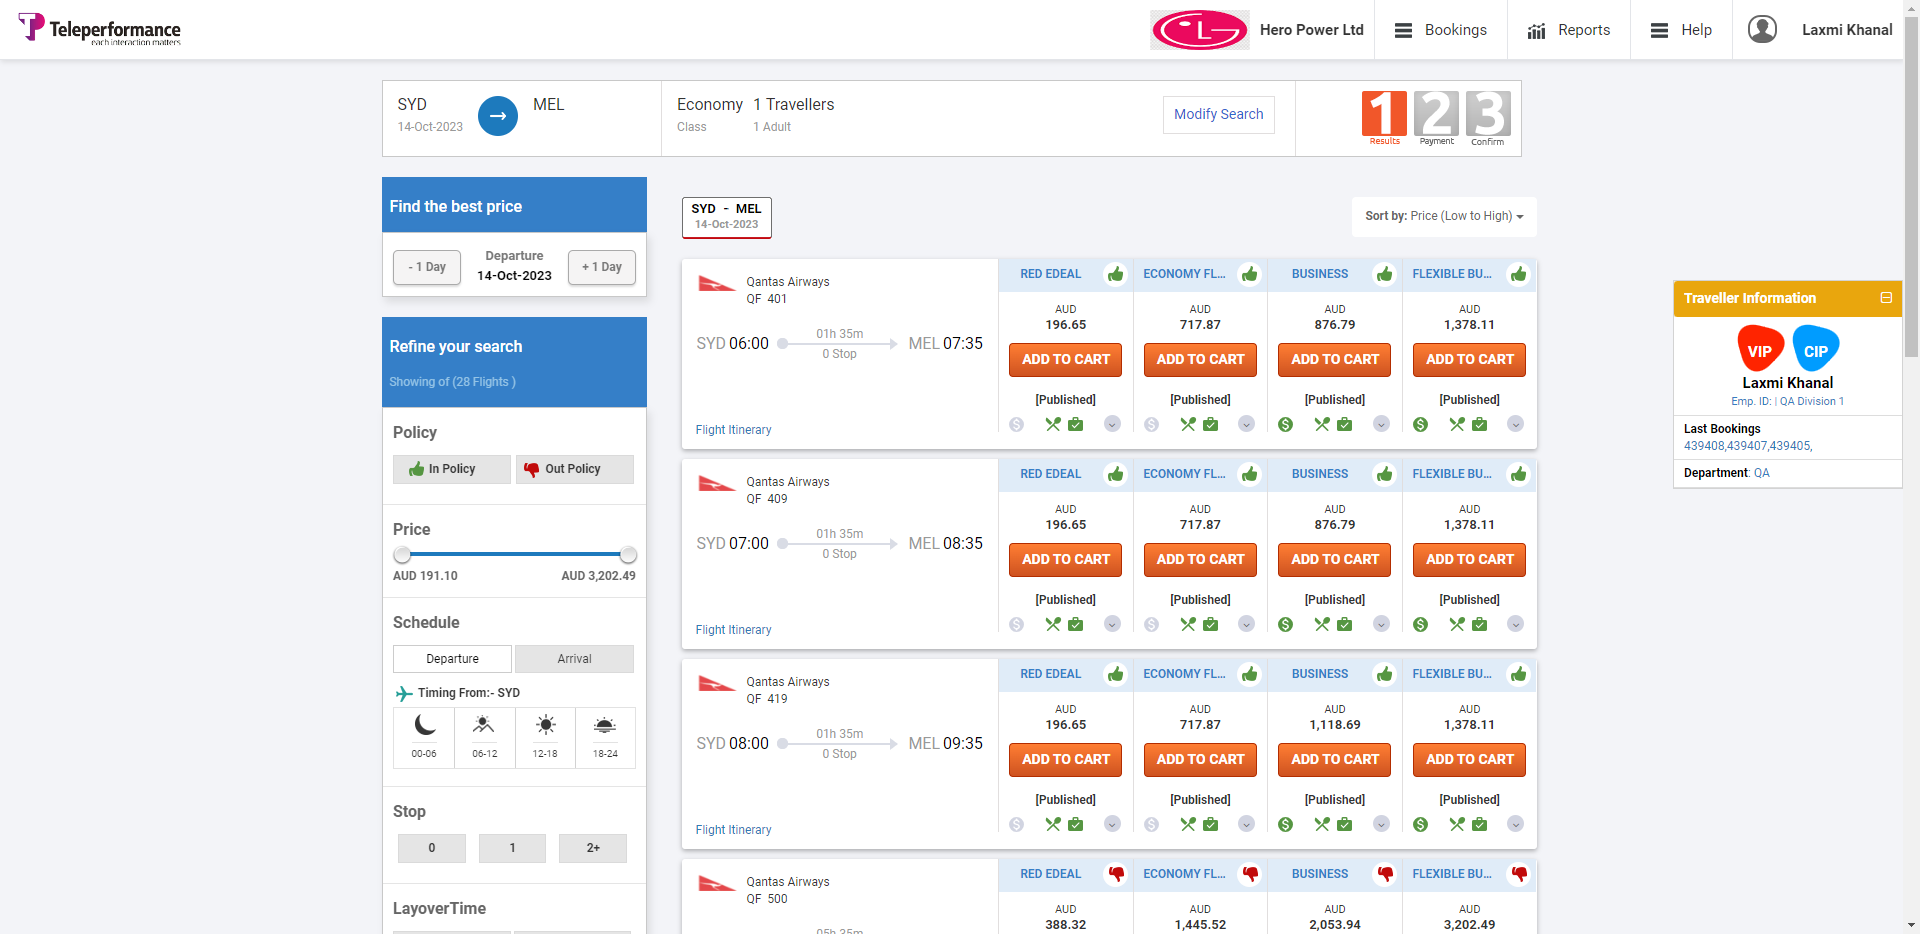 Teleperformance
each interaction matters
LG
Hero Power Ltd
Bookings
Reports
Help
Laxmi Khanal
SYD
14-Oct-2023
MEL
Economy
Class
1 Travellers
1 Adult
Modify Search
1 Results
2 Payment
3 Confirm
Find the best price
- 1 Day
Departure
14-Oct-2023
+ 1 Day
Refine your search
Showing of (28 Flights )
Policy
In Policy
Out Policy
Price
AUD 191.10
AUD 3,202.49
Schedule
Departure
Arrival
Timing From:- SYD
00-06
06-12
12-18
18-24
Stop
0
1
2+
LayoverTime
SYD - MEL
14-Oct-2023
Sort by: Price (Low to High)
Qantas Airways
QF 401
SYD 06:00
01h 35m
0 Stop
MEL 07:35
Flight Itinerary
RED EDEAL
AUD
196.65
ADD TO CART
[Published]
ECONOMY FL...
AUD
717.87
ADD TO CART
[Published]
BUSINESS
AUD
876.79
ADD TO CART
[Published]
FLEXIBLE BU...
AUD
1,378.11
ADD TO CART
[Published]
Qantas Airways
QF 409
SYD 07:00
01h 35m
0 Stop
MEL 08:35
Flight Itinerary
RED EDEAL
AUD
196.65
ADD TO CART
[Published]
ECONOMY FL...
AUD
717.87
ADD TO CART
[Published]
BUSINESS
AUD
876.79
ADD TO CART
[Published]
FLEXIBLE BU...
AUD
1,378.11
ADD TO CART
[Published]
Qantas Airways
QF 419
SYD 08:00
01h 35m
0 Stop
MEL 09:35
Flight Itinerary
RED EDEAL
AUD
196.65
ADD TO CART
[Published]
ECONOMY FL...
AUD
717.87
ADD TO CART
[Published]
BUSINESS
AUD
1,118.69
ADD TO CART
[Published]
FLEXIBLE BU...
AUD
1,378.11
ADD TO CART
[Published]
Qantas Airways
QF 500
05h 35m
RED EDEAL
AUD
388.32
ECONOMY FL...
AUD
1,445.52
BUSINESS
AUD
2,053.94
FLEXIBLE BU...
AUD
3,202.49
Traveller Information
VIP
CIP
Laxmi Khanal
Emp. ID: | QA Division 1
Last Bookings
439408,439407,439405,
Department: QA